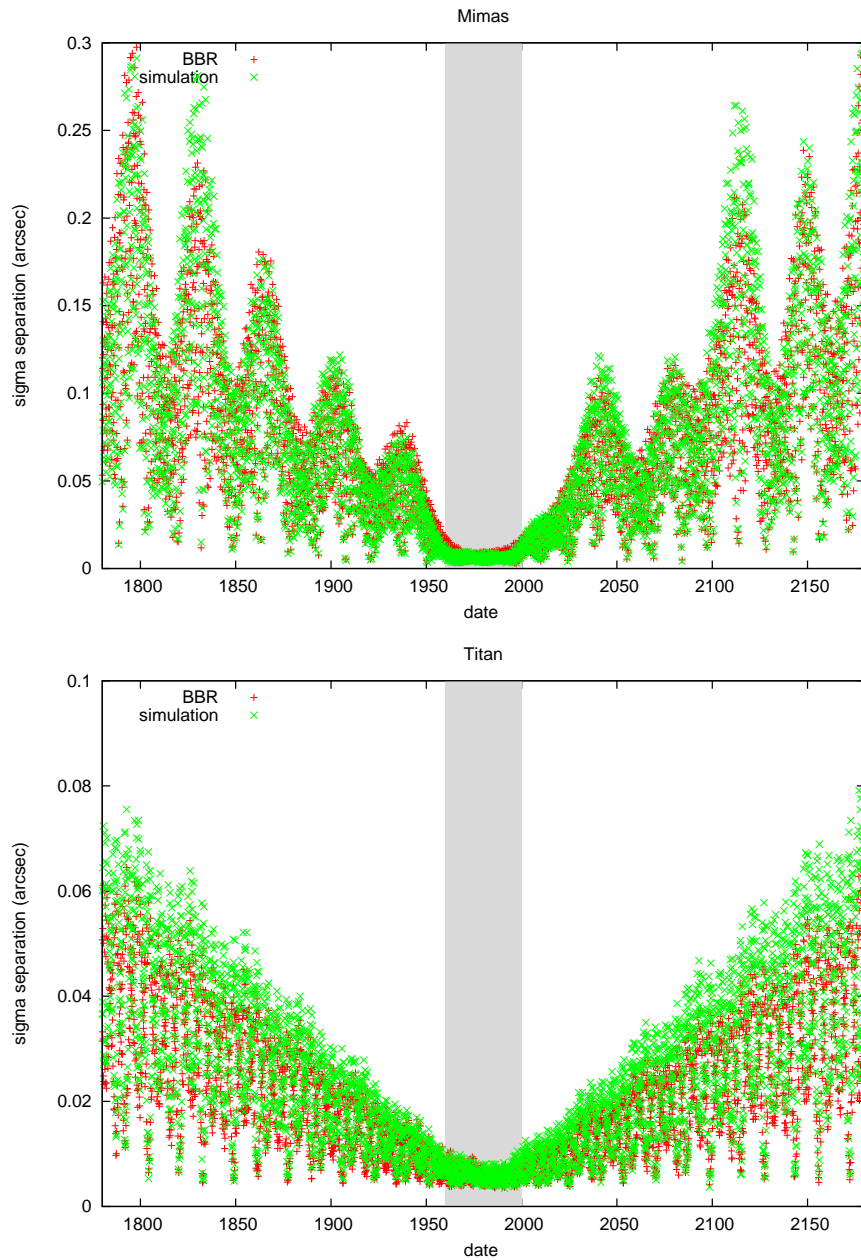 Mimas
0.3
BBR
simulation
0.25
0.2
sigma separation (arcsec)
0.15
0.1
0.05
0
1800 1850 1900 1950 2000 2050 2100 2150
date
Titan
0.1
BBR
simulation
0.08
0.06
sigma separation (arcsec)
0.04
0.02
0
1800 1850 1900 1950 2000 2050 2100 2150
date